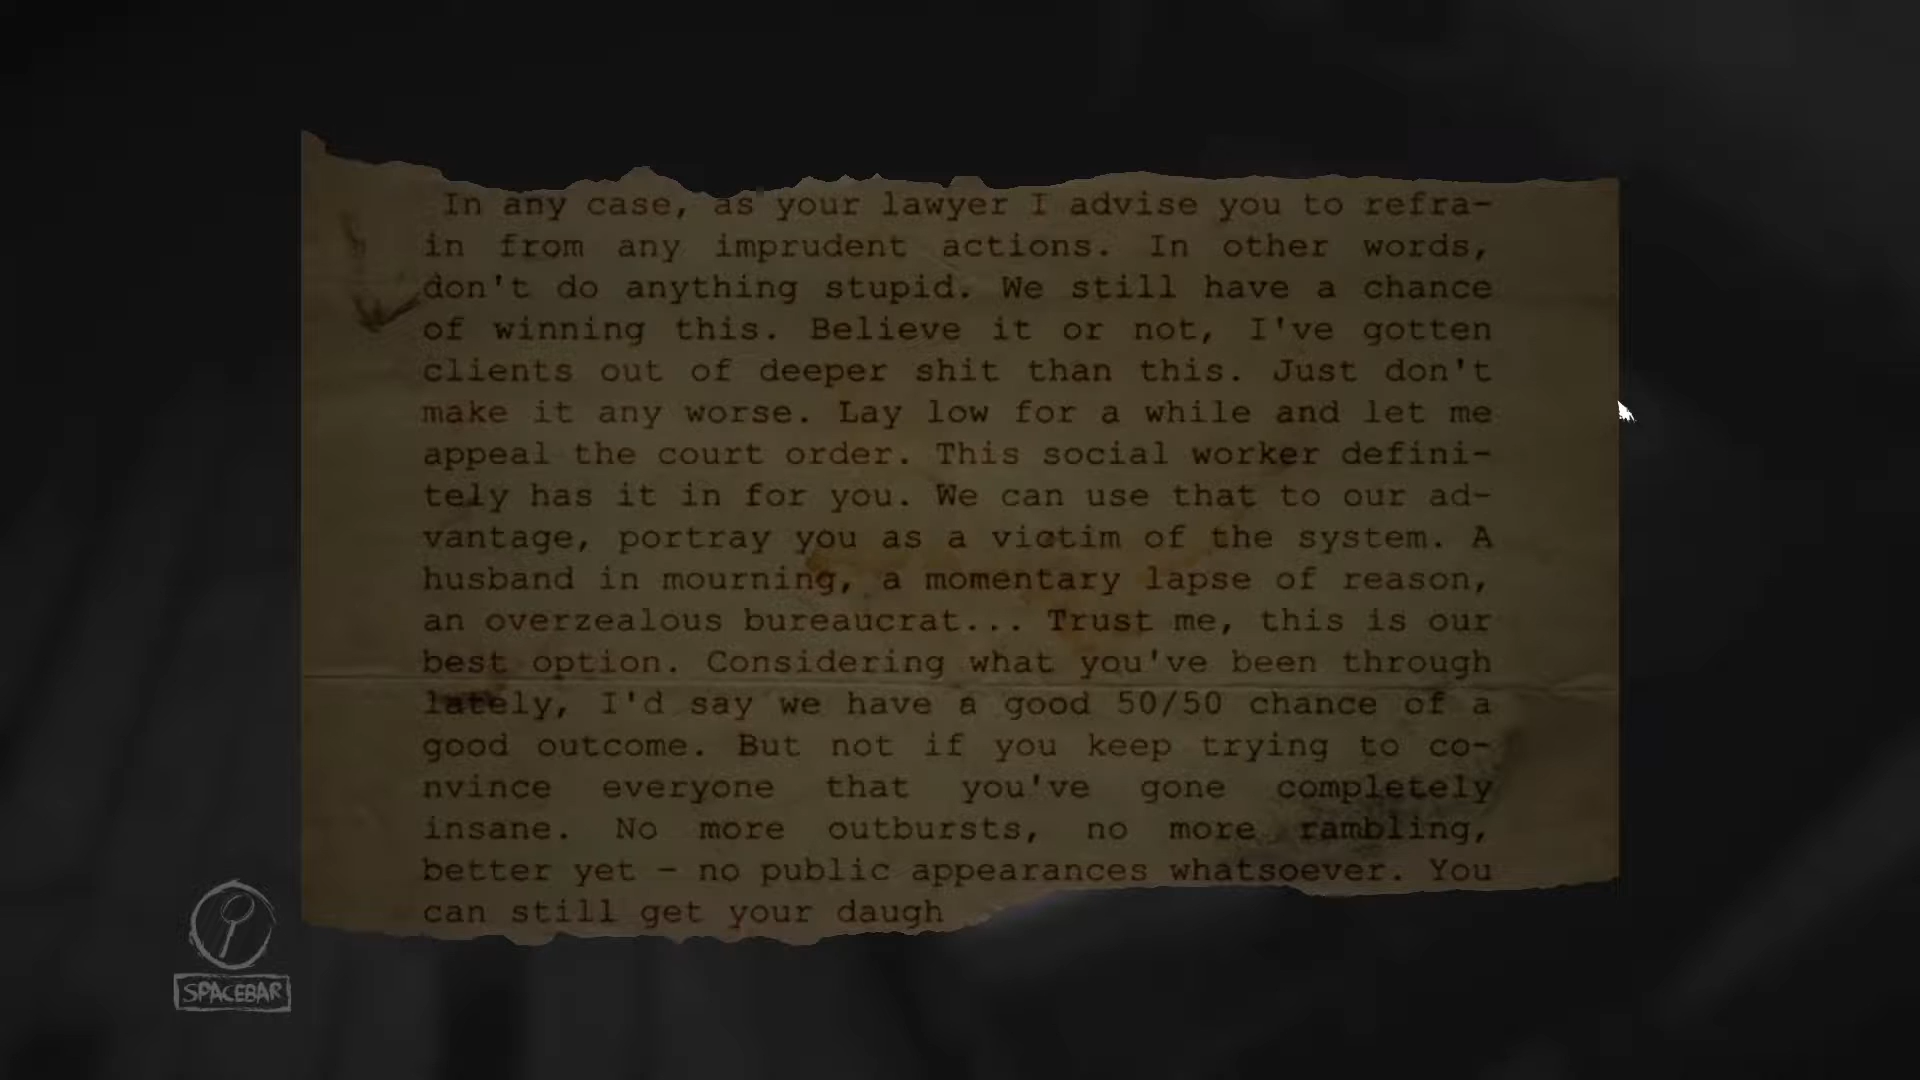 In any case, as your lawyer I advise you to refra-
in from any imprudent actions. In other words,
don't do anything stupid. We still have a chance
of winning this. Believe it or not, I've gotten
clients out of deeper shit than this. Just don't
make it any worse. Lay low for a while and let me
appeal the court order. This social worker defini-
tely has it in for you. We can use that to our ad-
vantage, portray you as a victim of the system. A
husband in mourning, a momentary lapse of reason,
an overzealous bureaucrat... Trust me, this is our
best option. Considering what you've been through
lately, I'd say we have a good 50/50 chance of a
good outcome. But not if you keep trying to co-
nvince everyone that you've gone completely
insane. No more outbursts, no more rambling,
better yet - no public appearances whatsoever. You
can still get your daugh
SPACEBAR